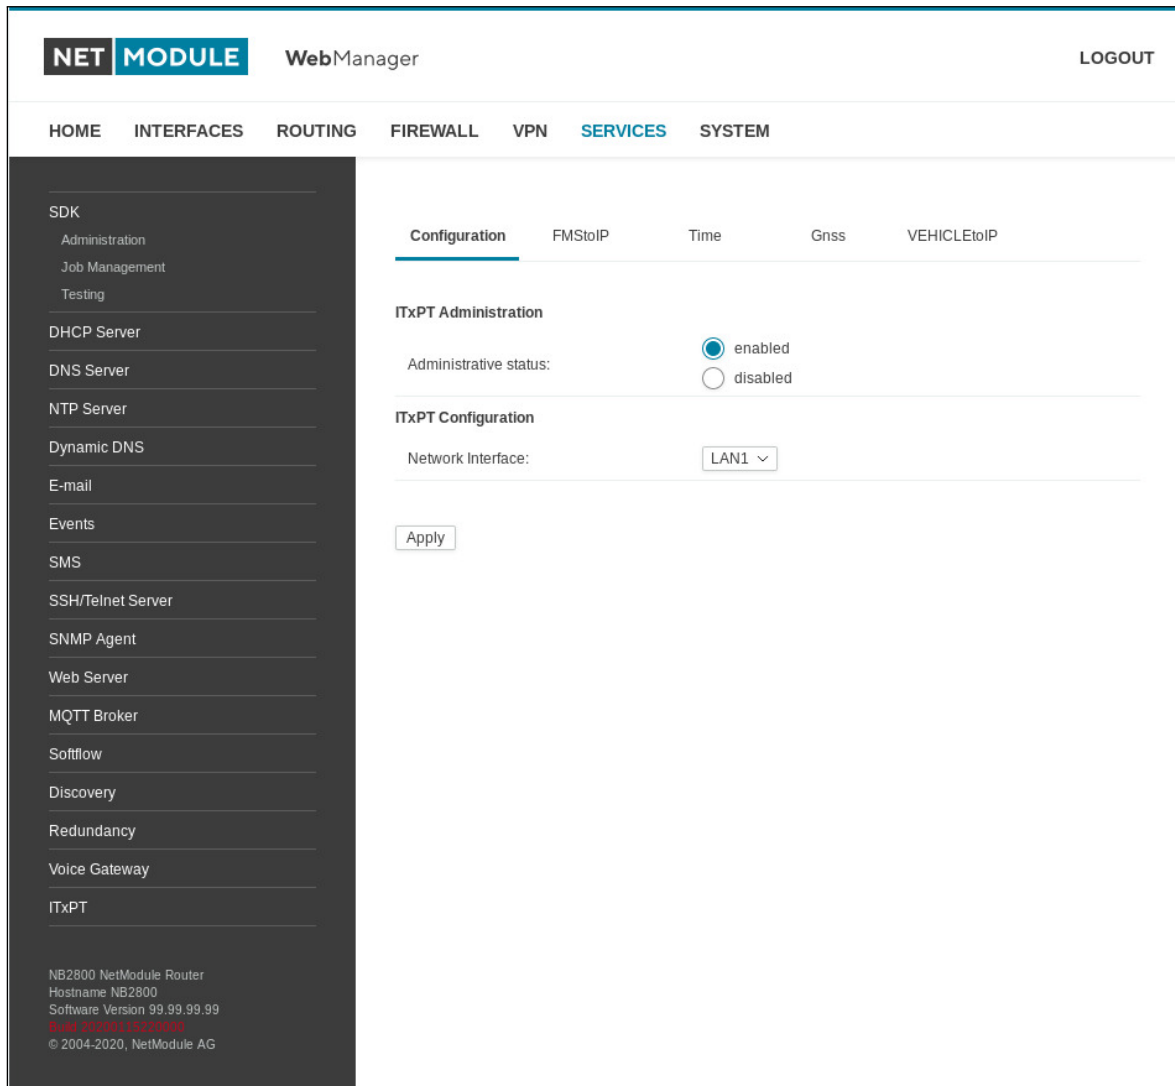 NET MODULE WebManager LOGOUT
HOME INTERFACES ROUTING FIREWALL VPN SERVICES SYSTEM
SDK
Administration
Job Management
Testing
DHCP Server
DNS Server
NTP Server
Dynamic DNS
E-mail
Events
SMS
SSH/Telnet Server
SNMP Agent
Web Server
MQTT Broker
Softflow
Discovery
Redundancy
Voice Gateway
ITxPT
NB2800 NetModule Router
Hostname NB2800
Software Version 99.99.99.99
Build
© 2004-2020, NetModule AG
Configuration FMStoIP Time Gnss VEHICLEtoIP
ITxPT Administration
Administrative status:
enabled
disabled
ITxPT Configuration
Network Interface: LAN1
Apply